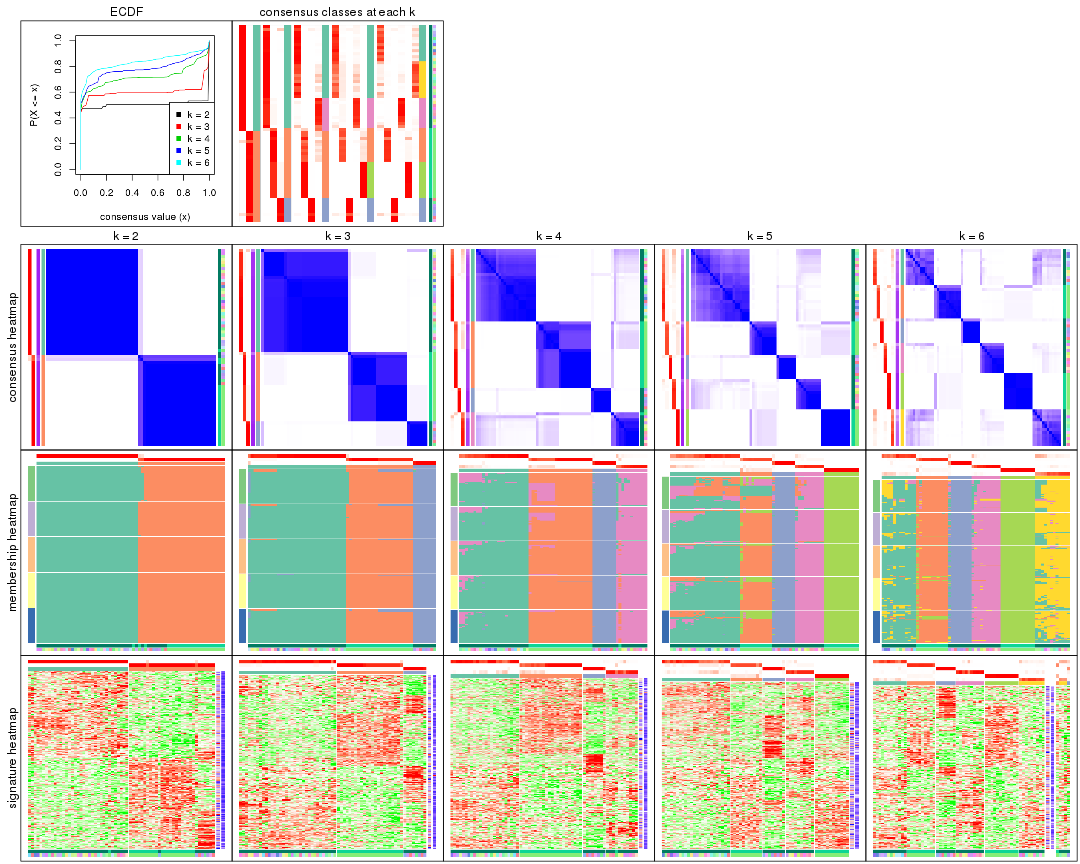 ECDF
consensus classes at each k
P(X <= x)
1.0
0.8
0.6
0.4
0.2
0.0
k = 2
k = 3
k = 4
k = 5
k = 6
0.0 0.2 0.4 0.6 0.8 1.0
consensus value (x)
k = 2
k = 3
k = 4
k = 5
k = 6
consensus heatmap
membership heatmap
signature heatmap